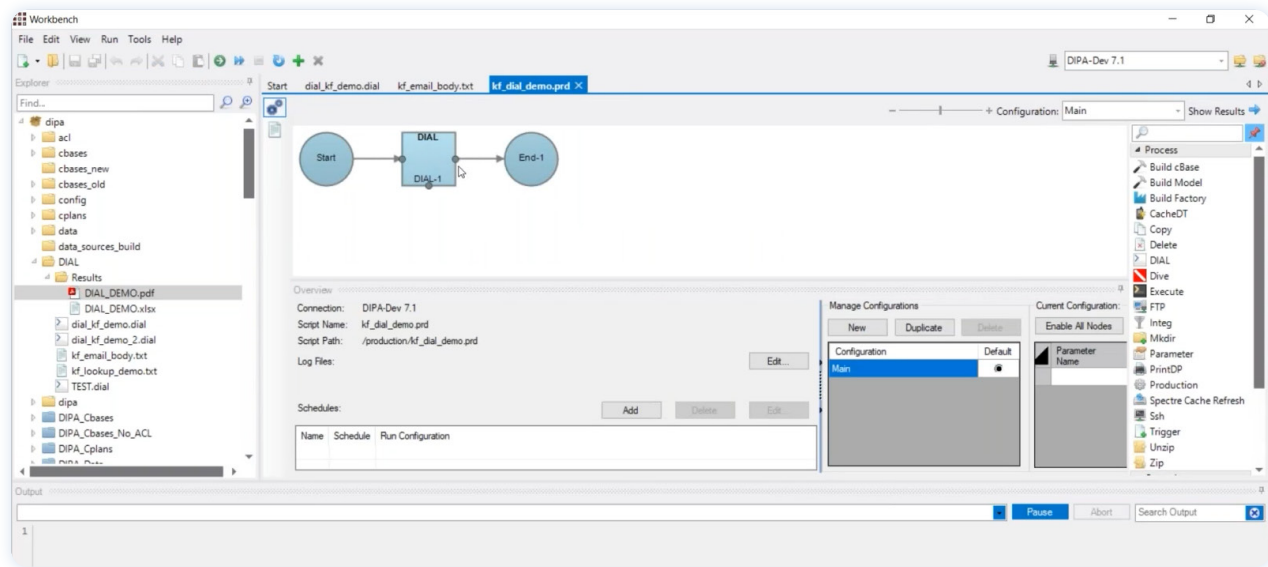 Workbench
File Edit View Run Tools Help
DIPA-Dev 7.1
Explorer
Find...
dipa
acl
cbases
cbases_new
cbases_old
config
cplans
data
data_sources_build
DIAL
Results
DIAL_DEMO.pdf
DIAL_DEMO.xlsx
dial_kf_demo.dial
dial_kf_demo_2.dial
kf_email_body.txt
kf_lookup_demo.txt
TEST.dial
dipa
DIPA_Cbases
DIPA_Cbases_No_ACL
DIPA_Cplans
Start dial_kf_demo.dial kf_email_body.txt kf_dial_demo.prd
Configuration: Main Show Results
Start
DIAL
DIAL-1
End-1
Overview
Connection: DIPA-Dev 7.1
Script Name: kf_dial_demo.prd
Script Path: /production/kf_dial_demo.prd
Log Files: Edit...
Schedules: Add Delete Edit...
Name Schedule Run Configuration
Manage Configurations
New Duplicate Delete
Configuration Default
Main
Current Configuration:
Enable All Nodes
Parameter
Name
Process
Build cBase
Build Model
Build Factory
CacheDT
Copy
Delete
DIAL
Dive
Execute
FTP
Integ
Mkdir
Parameter
PrintDP
Production
Spectre Cache Refresh
Ssh
Trigger
Unzip
Zip
Output
Pause Abort Search Output
1